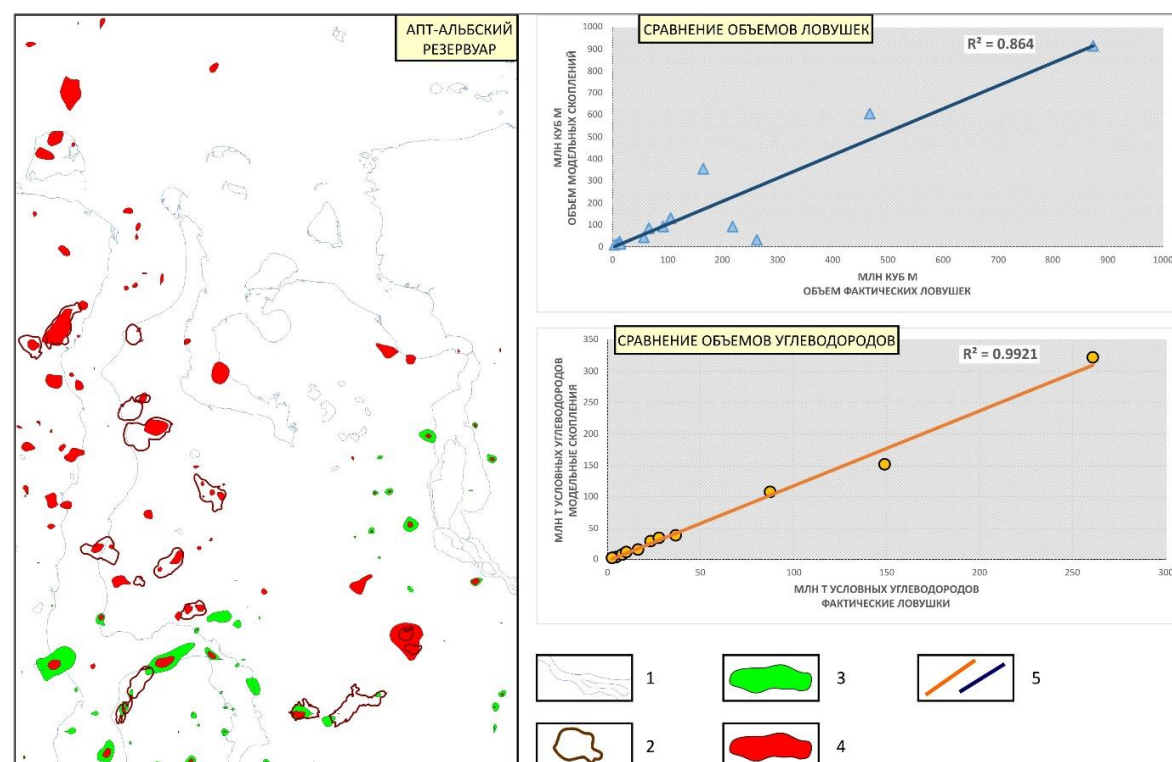 АПТ-АЛЬБСКИЙ
РЕЗЕРВУАР
СРАВНЕНИЕ ОБЪЕМОВ ЛОВУШЕК
R² = 0.864
МЛН КУБ М
ОБЪЕМ МОДЕЛЬНЫХ СКОПЛЕНИЙ
1000
900
800
700
600
500
400
300
200
100
0
0 100 200 300 400 500 600 700 800 900 1000
МЛН КУБ М
ОБЪЕМ ФАКТИЧЕСКИХ ЛОВУШЕК
СРАВНЕНИЕ ОБЪЕМОВ УГЛЕВОДОРОДОВ
R² = 0.9921
МЛН Т УСЛОВНЫХ УГЛЕВОДОРОДОВ
МОДЕЛЬНЫЕ СКОПЛЕНИЯ
350
300
250
200
150
100
50
0
0 50 100 150 200 250 300
МЛН Т УСЛОВНЫХ УГЛЕВОДОРОДОВ
ФАКТИЧЕСКИЕ ЛОВУШКИ
1 3 5
2 4